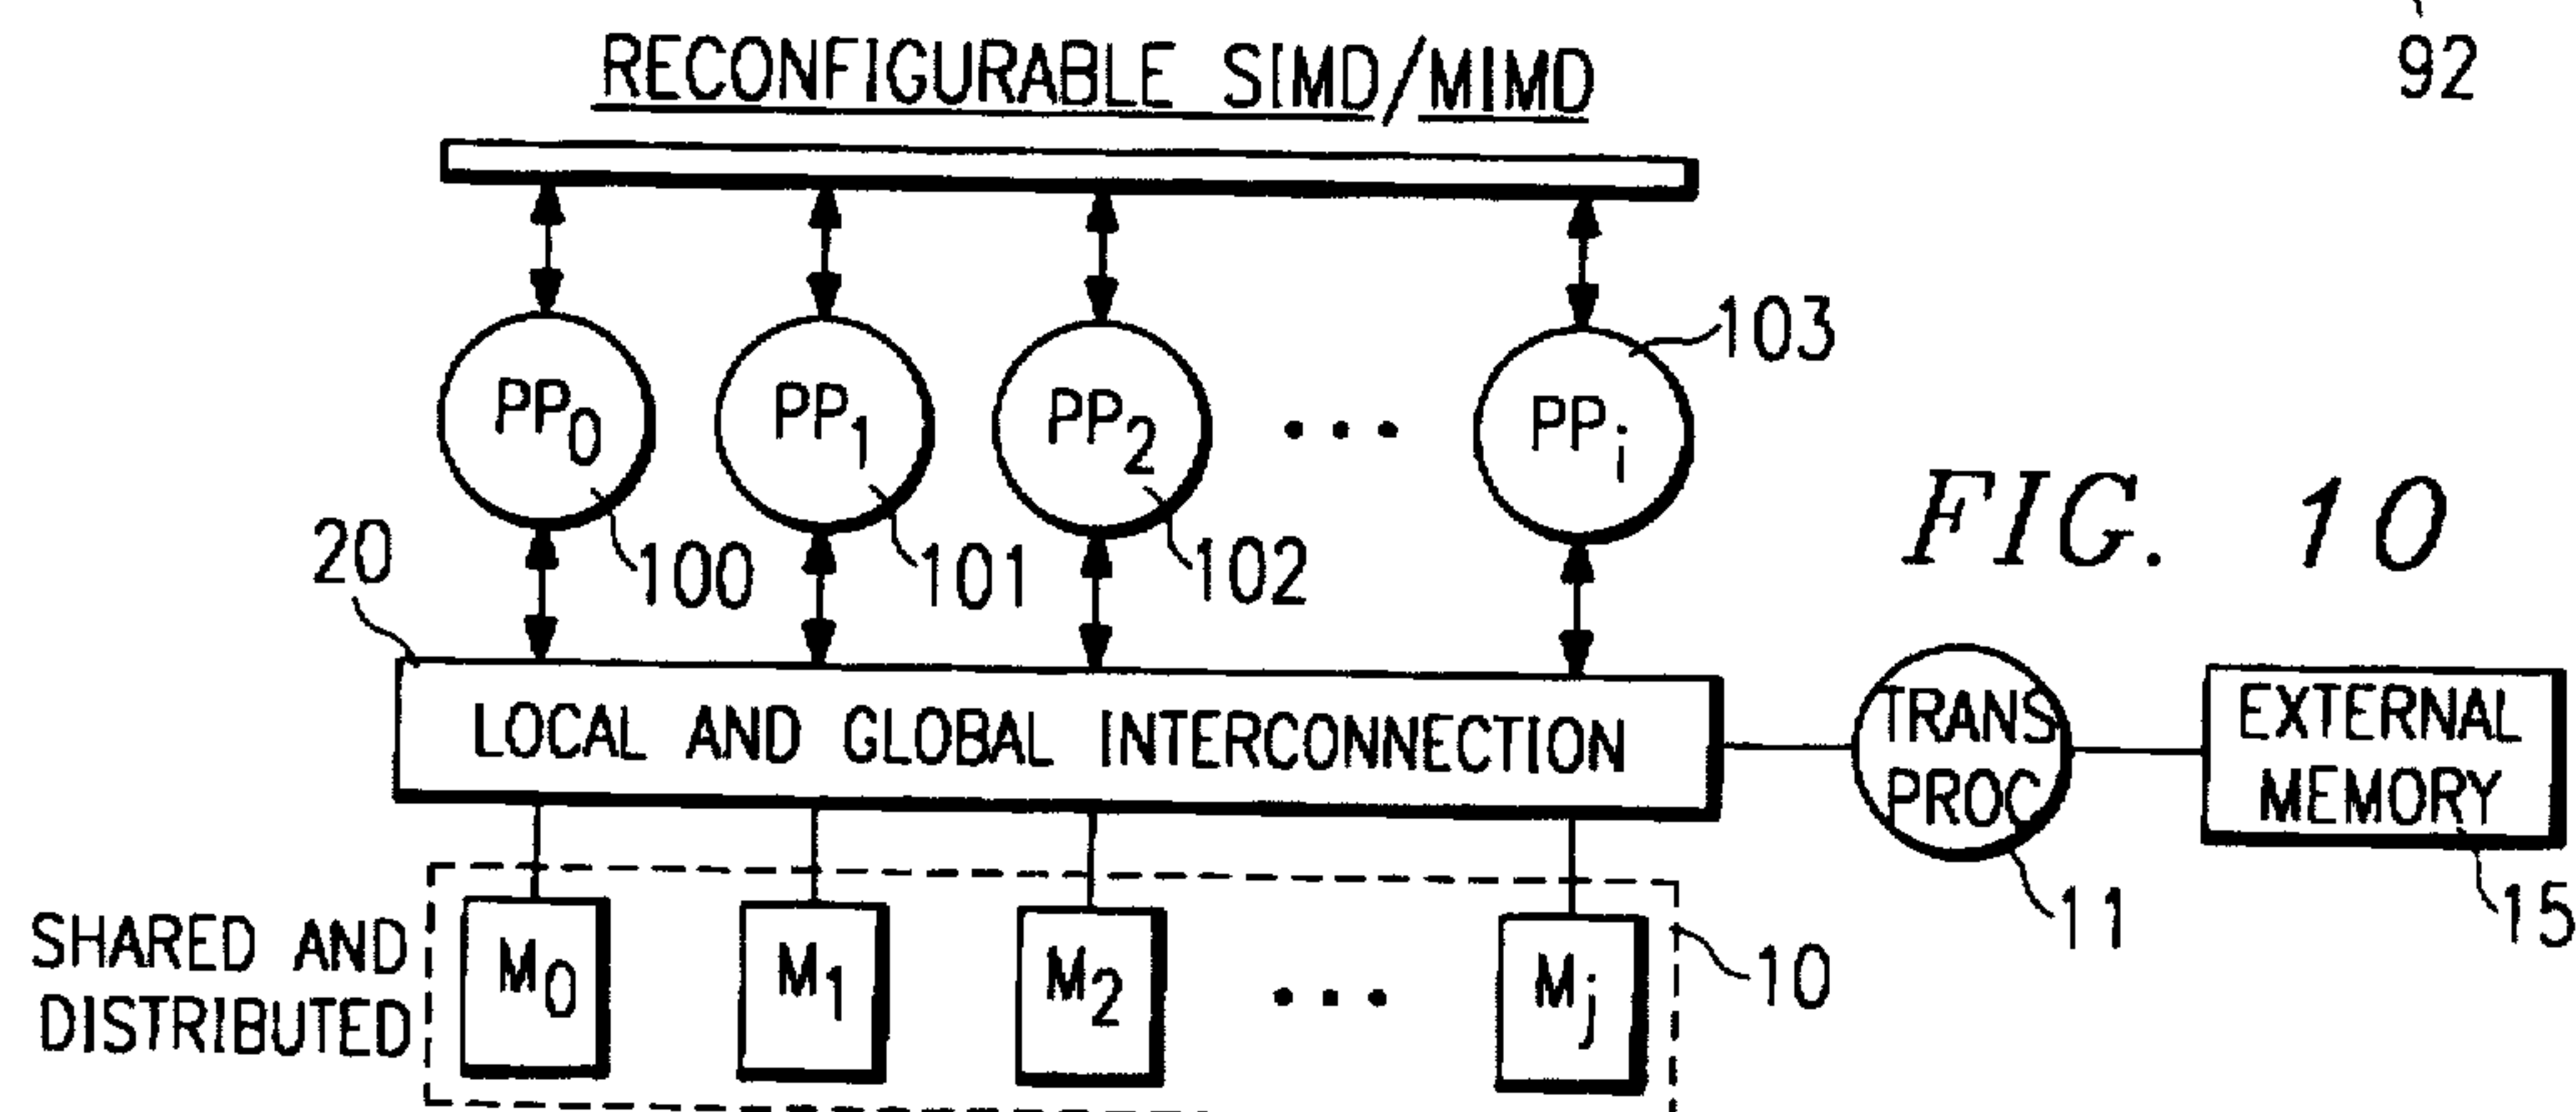 92
RECONFIGURABLE SIMD/MIMD
PP0 PP1 PP2 ... PPi
103
100 101 102
20
FIG. 10
LOCAL AND GLOBAL INTERCONNECTION
TRANS
PROC
EXTERNAL
MEMORY
11
15
SHARED AND
DISTRIBUTED
M0 M1 M2 ... Mj
10